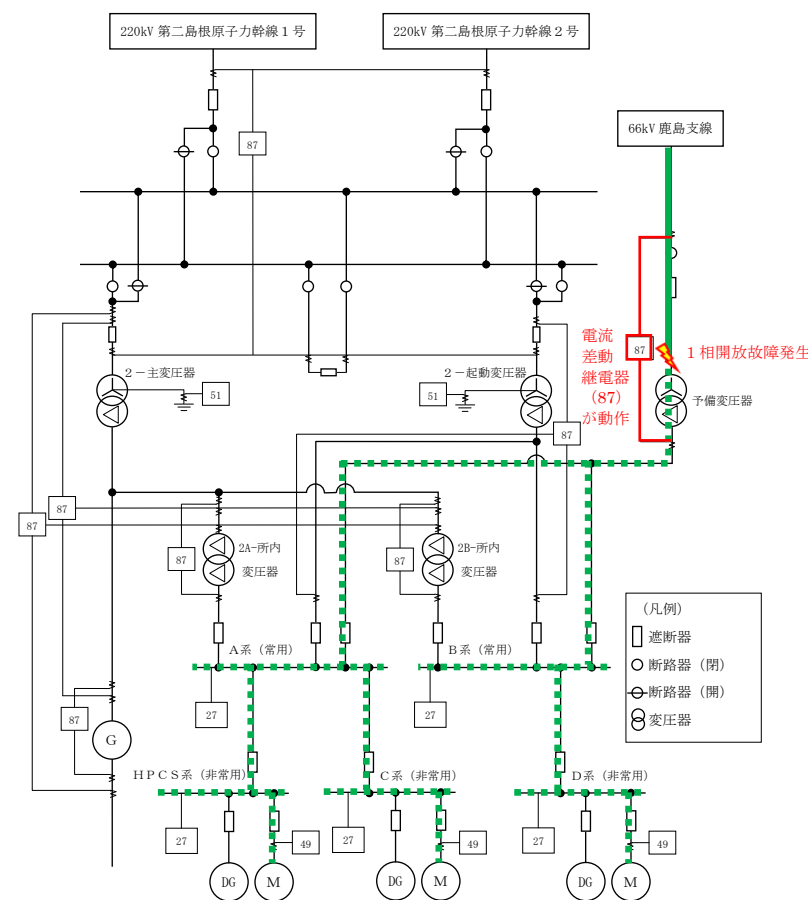 220kV 第二島根原子力幹線1号
220kV 第二島根原子力幹線2号
66kV 鹿島支線
87
電流
差動
継電器
(87)
が動作
87
1相開放故障発生
2-主変圧器
51
2-起動変圧器
51
予備変圧器
87
87
87
87
2A-所内
変圧器
87
2B-所内
変圧器
(凡例)
遮断器
断路器(閉)
断路器(開)
変圧器
A系(常用)
B系(常用)
27
27
87
G
HPCS系(非常用)
C系(非常用)
D系(非常用)
27
49
27
49
27
49
DG
M
DG
M
DG
M